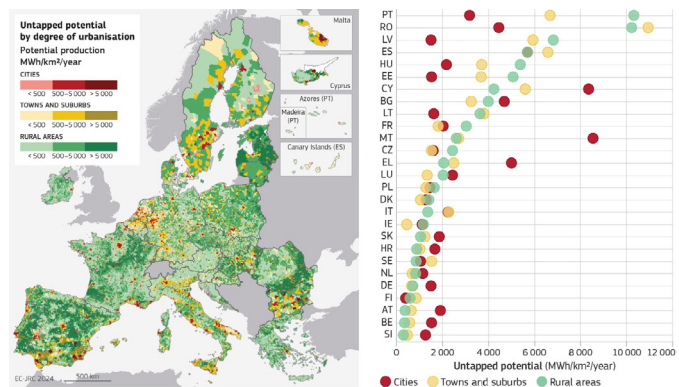 Untapped potential
by degree of urbanisation
Potential production
MWh/km²/year
CITIES
< 500 500–5 000 > 5 000
TOWNS AND SUBURBS
< 500 500–5 000 > 5 000
RURAL AREAS
< 500 500–5 000 > 5 000
Malta
Cyprus
Azores (PT)
Madeira
(PT)
Canary Islands (ES)
EC-JRC 2024
500 km
PT
RO
LV
ES
HU
EE
CY
BG
LT
FR
MT
CZ
EL
LU
PL
DK
IT
IE
SK
HR
SE
NL
DE
FI
AT
BE
SI
0 2 000 4 000 6 000 8 000 10 000 12 000
Untapped potential (MWh/km²/year)
Cities Towns and suburbs Rural areas